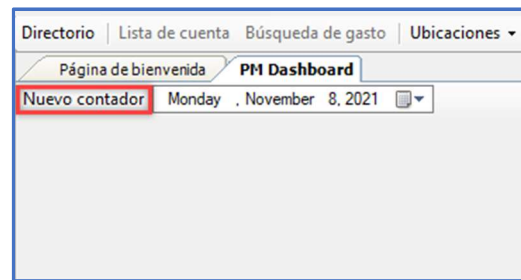 Directorio Lista de cuenta Búsqueda de gasto Ubicaciones
Página de bienvenida PM Dashboard
Nuevo contador Monday , November 8, 2021